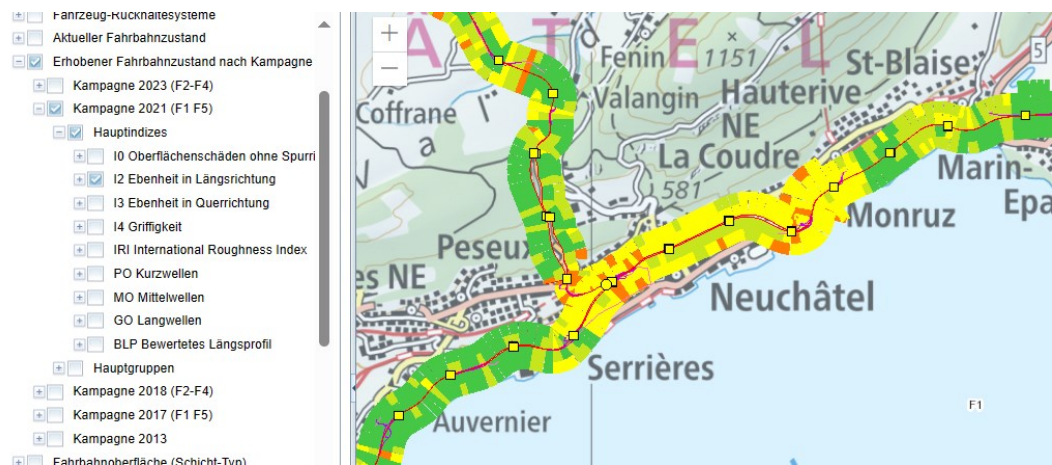 Fahrzeug-Rückhaltesysteme
Aktueller Fahrbahnzustand
Erhobener Fahrbahnzustand nach Kampagne
Kampagne 2023 (F2-F4)
Kampagne 2021 (F1 F5)
Hauptindizes
I0 Oberflächenschäden ohne Spurri
I2 Ebenheit in Längsrichtung
I3 Ebenheit in Querrichtung
I4 Griffigkeit
IRI International Roughness Index
PO Kurzwellen
MO Mittelwellen
GO Langwellen
BLP Bewertetes Längsprofil
Hauptgruppen
Kampagne 2018 (F2-F4)
Kampagne 2017 (F1 F5)
Kampagne 2013
Fahrbahnoberfläche (Schicht-Typ)
A T E L
Fenin
1151
St-Blaise
5
Coffrane
Valangin
Hauterive
NE
La Coudre
581
Marin-
Epa
Monruz
Peseux
es NE
Neuchâtel
Serrières
Auvernier
F1